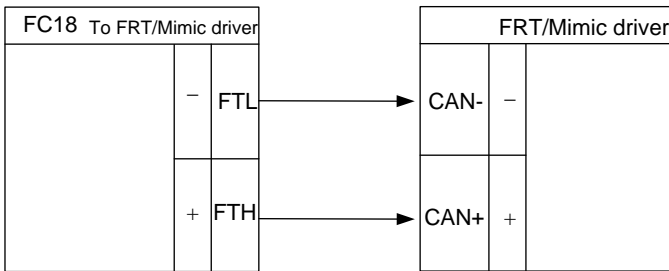 FC18 To FRT/Mimic driver
FRT/Mimic driver
− FTL
CAN- −
+ FTH
CAN+ +